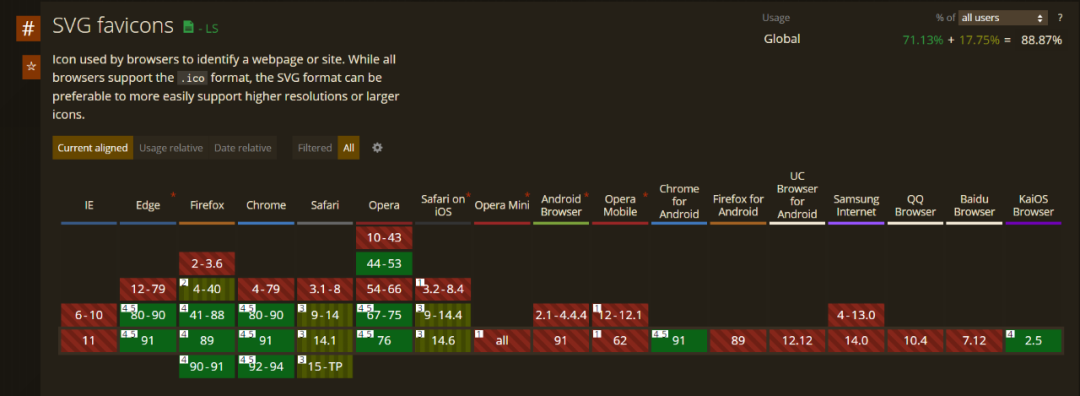 # SVG favicons - LS
Usage % of all users ?
Global 71.13% + 17.75% = 88.87%
☆
Icon used by browsers to identify a webpage or site. While all
browsers support the .ico format, the SVG format can be
preferable to more easily support higher resolutions or larger
icons.
Current aligned Usage relative Date relative Filtered All
IE Edge * Firefox Chrome Safari Opera Safari on iOS * Opera Mini * Android Browser * Opera Mobile * Chrome for Android Firefox for Android UC Browser for Android Samsung Internet QQ Browser Baidu Browser KaiOS Browser
10-43
2-3.6 44-53
12-79 2 4-40 4-79 3.1-8 54-66 1 3.2-8.4
6-10 4 5 80-90 4 41-88 4 5 80-90 3 9-14 4 5 67-75 3 9-14.4 2.1-4.4.4 1 12-12.1 4-13.0
11 4 5 91 4 89 4 5 91 3 14.1 4 5 76 3 14.6 1 all 91 1 62 4 5 91 89 12.12 14.0 10.4 7.12 4 2.5
4 90-91 4 5 92-94 3 15-TP